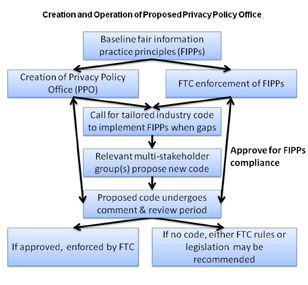 Creation and Operation of Proposed Privacy Policy Office
Baseline fair information
practice principles (FIPPs)
Creation of Privacy Policy
Office (PPO)
FTC enforcement of FIPPs
Call for tailored industry code
to implement FIPPs when gaps
Relevant multi-stakeholder
group(s) propose new code
Approve for FIPPs
compliance
Proposed code undergoes
comment & review period
If approved, enforced by FTC
If no code, either FTC rules or
legislation may be
recommended